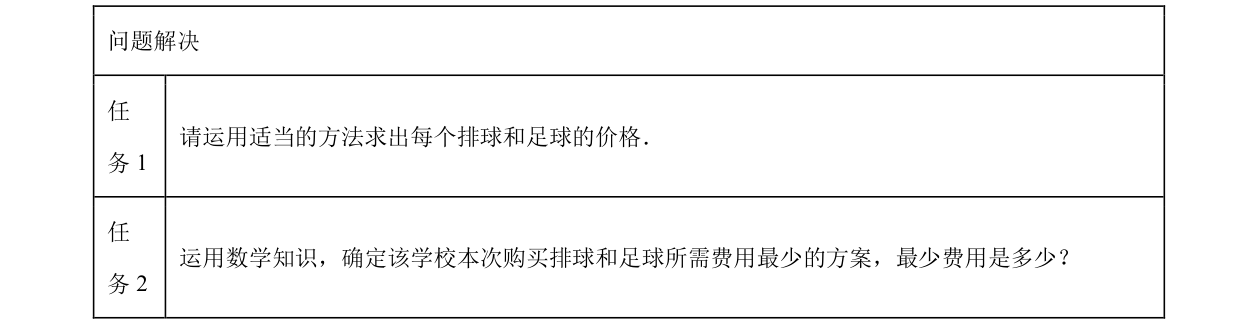 问题解决
任
务 1
请运用适当的方法求出每个排球和足球的价格．
任
务 2
运用数学知识，确定该学校本次购买排球和足球所需费用最少的方案，最少费用是多少？